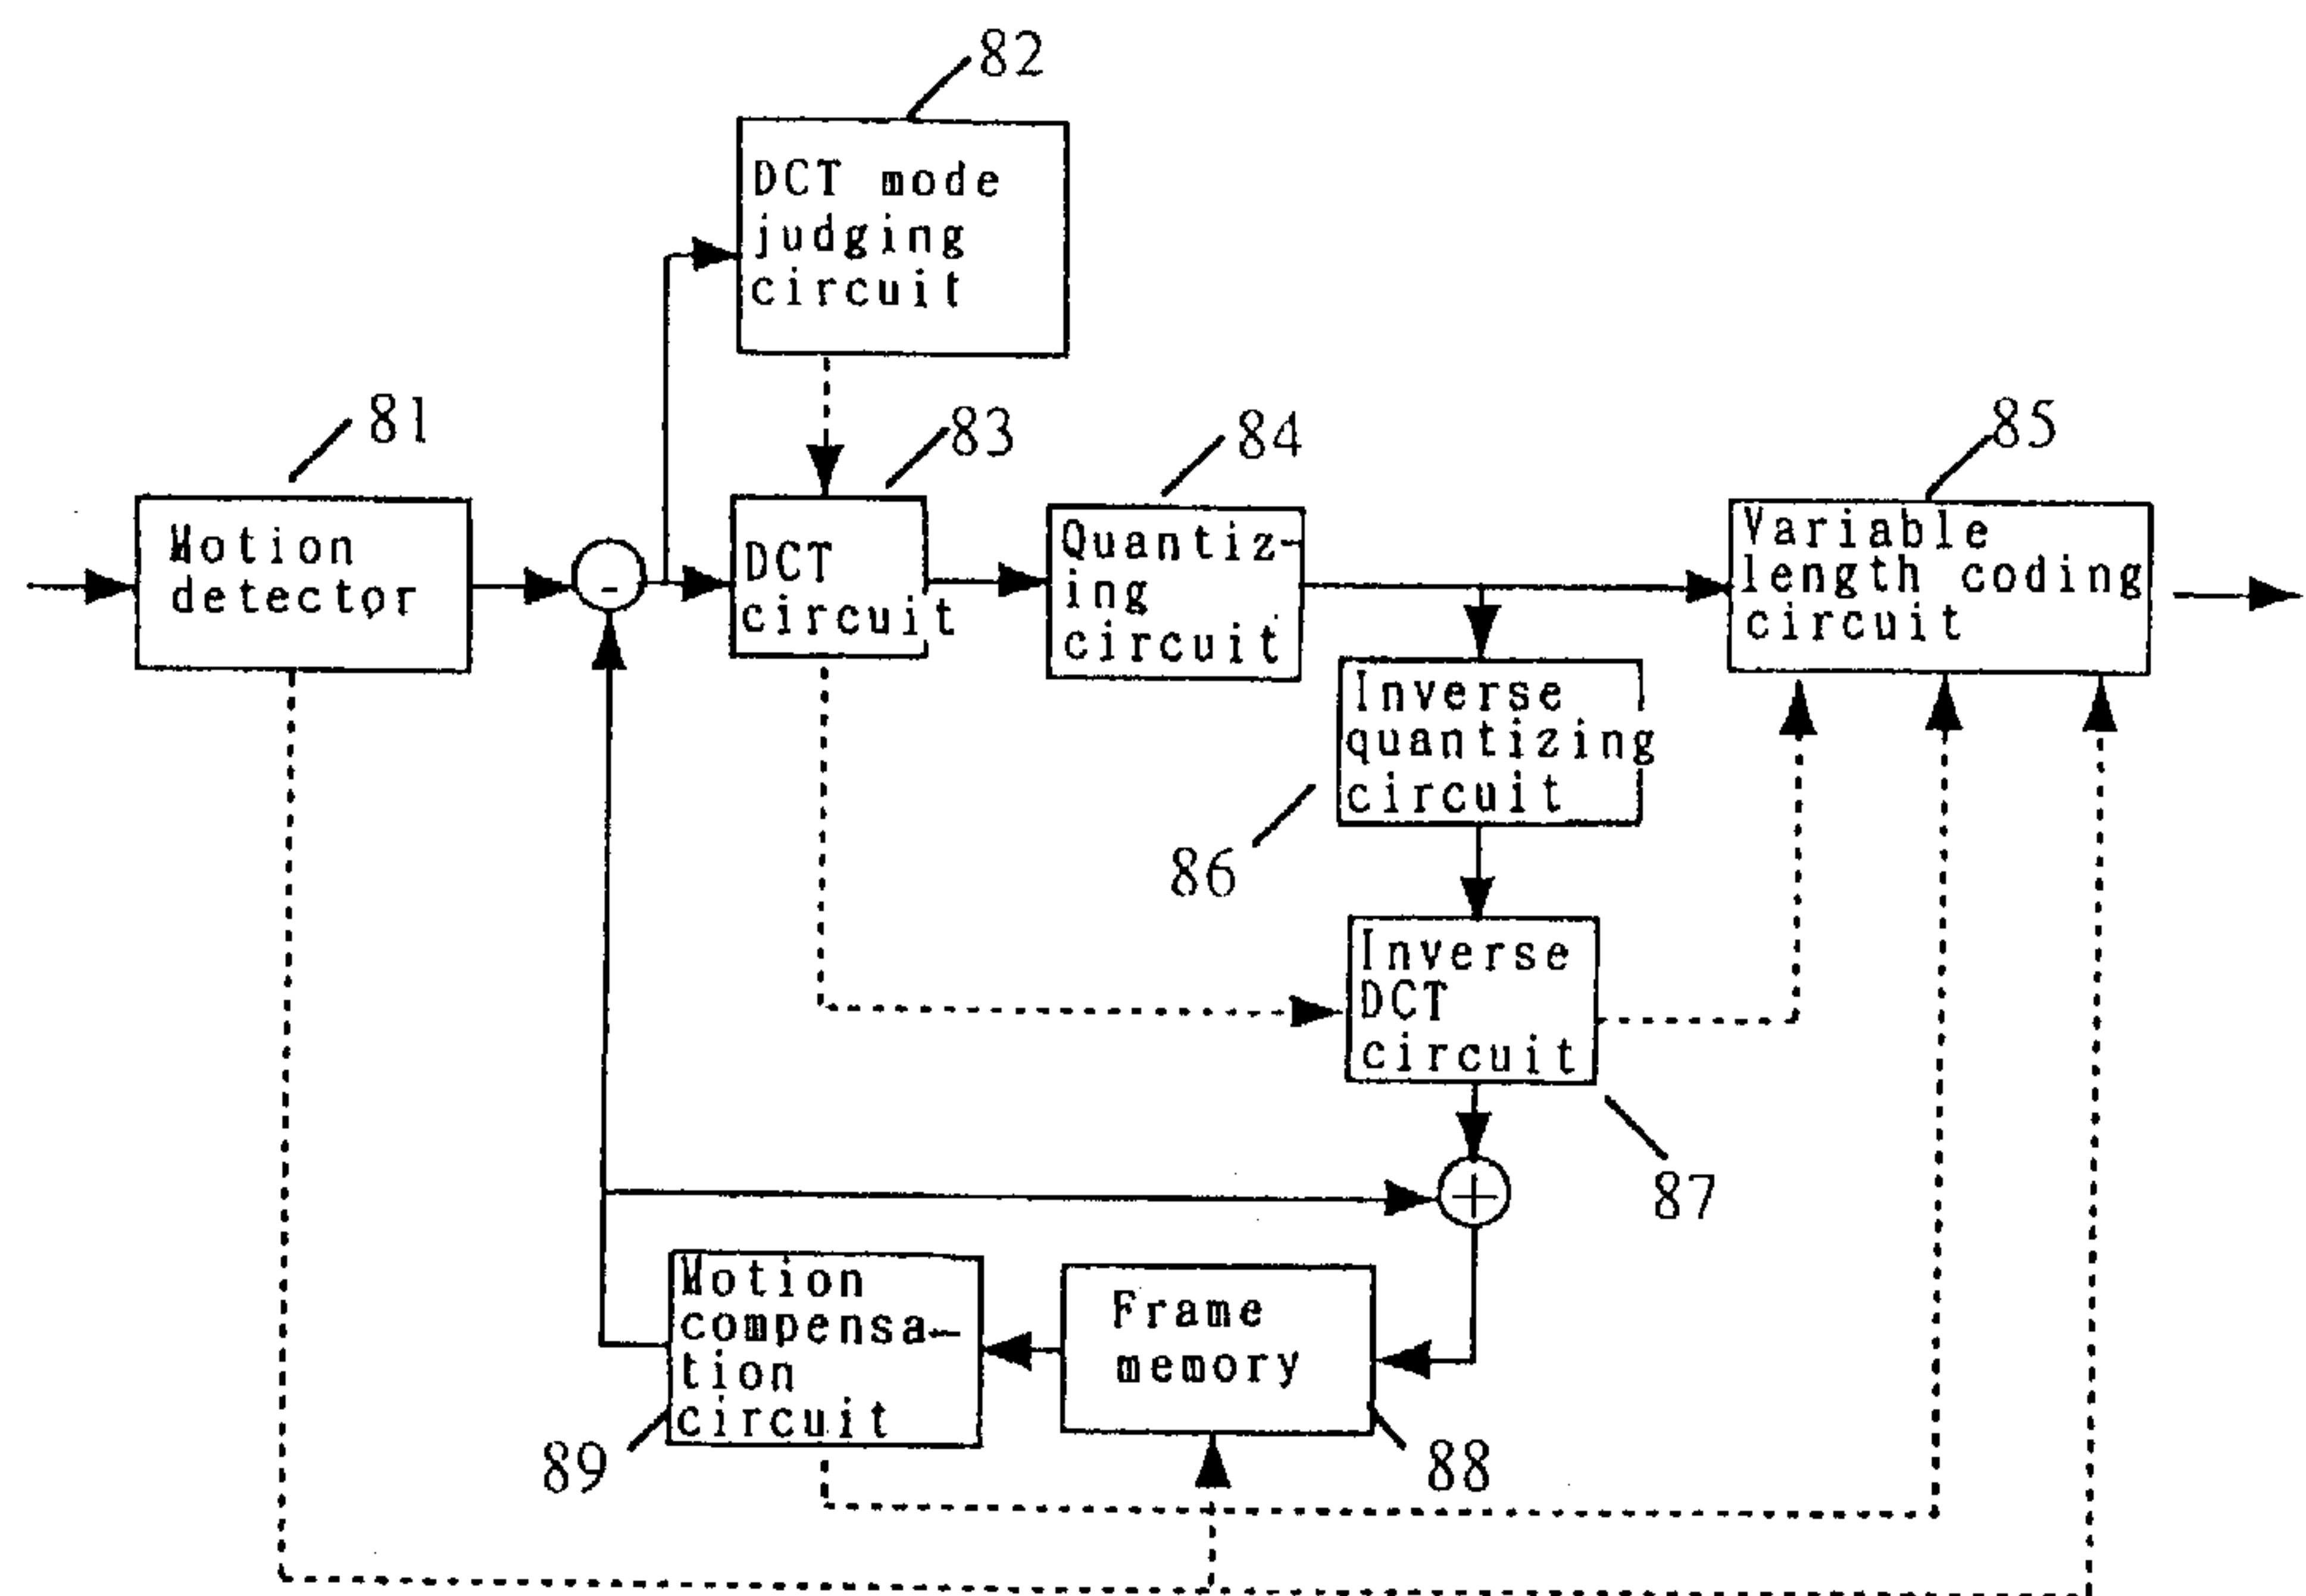 82
DCT mode
judging
circuit
81
83
84
85
Motion
detector
-
DCT
circuit
Quantiz-
ing
circuit
Variable
length coding
circuit
Inverse
quantizing
circuit
86
Inverse
DCT
circuit
87
+
Motion
compensa-
tion
circuit
Frame
memory
89
88